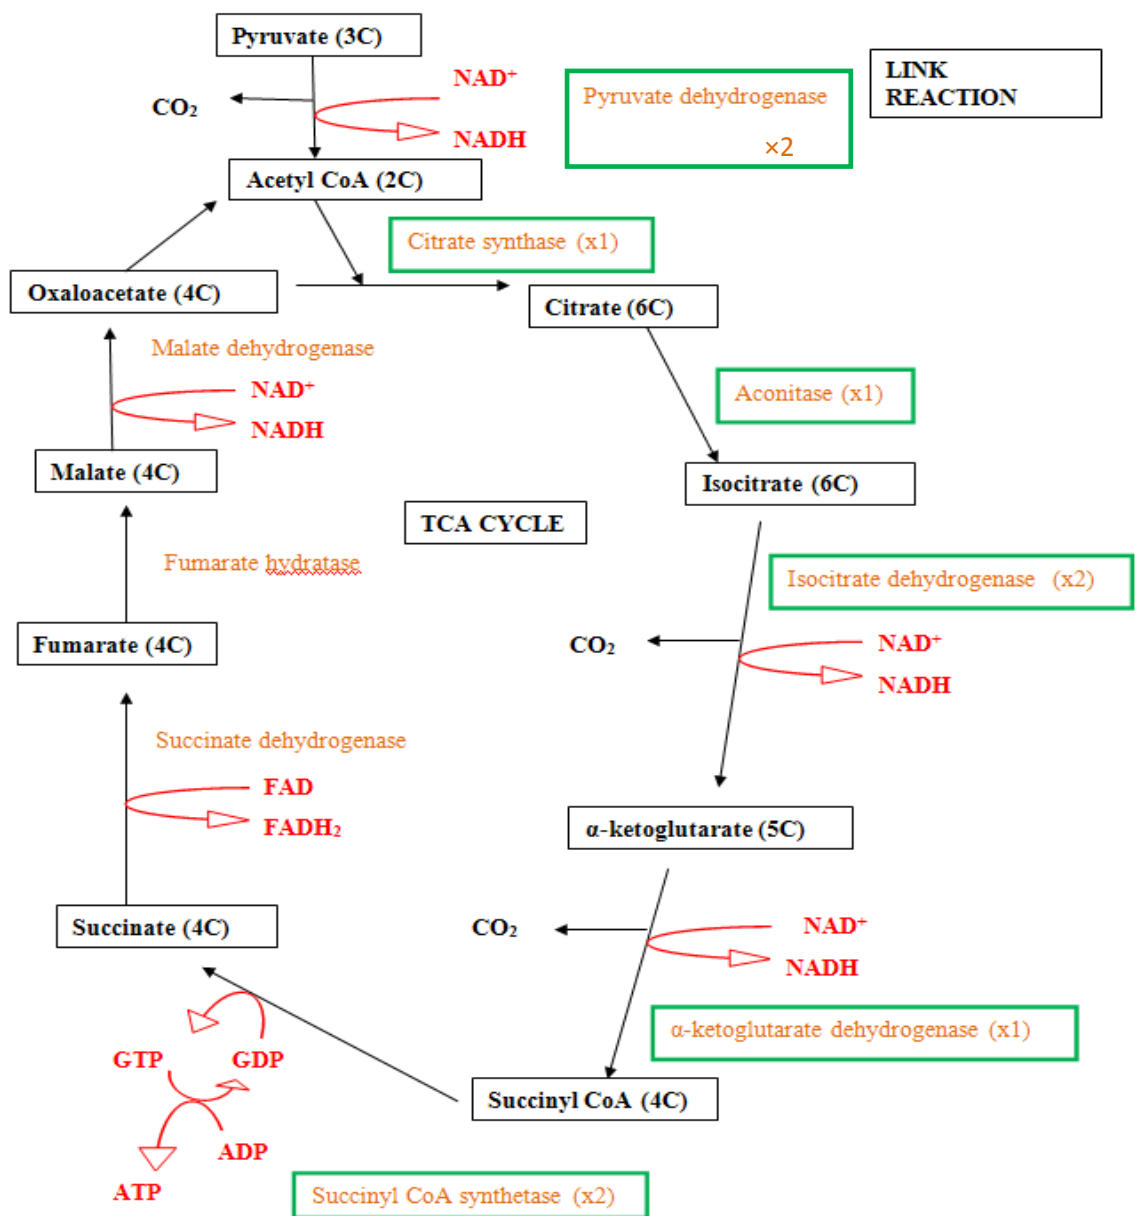 Pyruvate (3C)
LINK
REACTION
NAD⁺
Pyruvate dehydrogenase
×2
CO₂
NADH
Acetyl CoA (2C)
Citrate synthase (x1)
Oxaloacetate (4C)
Citrate (6C)
Malate dehydrogenase
NAD⁺
NADH
Aconitase (x1)
Malate (4C)
Isocitrate (6C)
TCA CYCLE
Fumarate hydratase
Isocitrate dehydrogenase (x2)
Fumarate (4C)
CO₂
NAD⁺
NADH
Succinate dehydrogenase
FAD
FADH₂
α-ketoglutarate (5C)
Succinate (4C)
CO₂
NAD⁺
NADH
α-ketoglutarate dehydrogenase (x1)
GTP
GDP
Succinyl CoA (4C)
ADP
ATP
Succinyl CoA synthetase (x2)